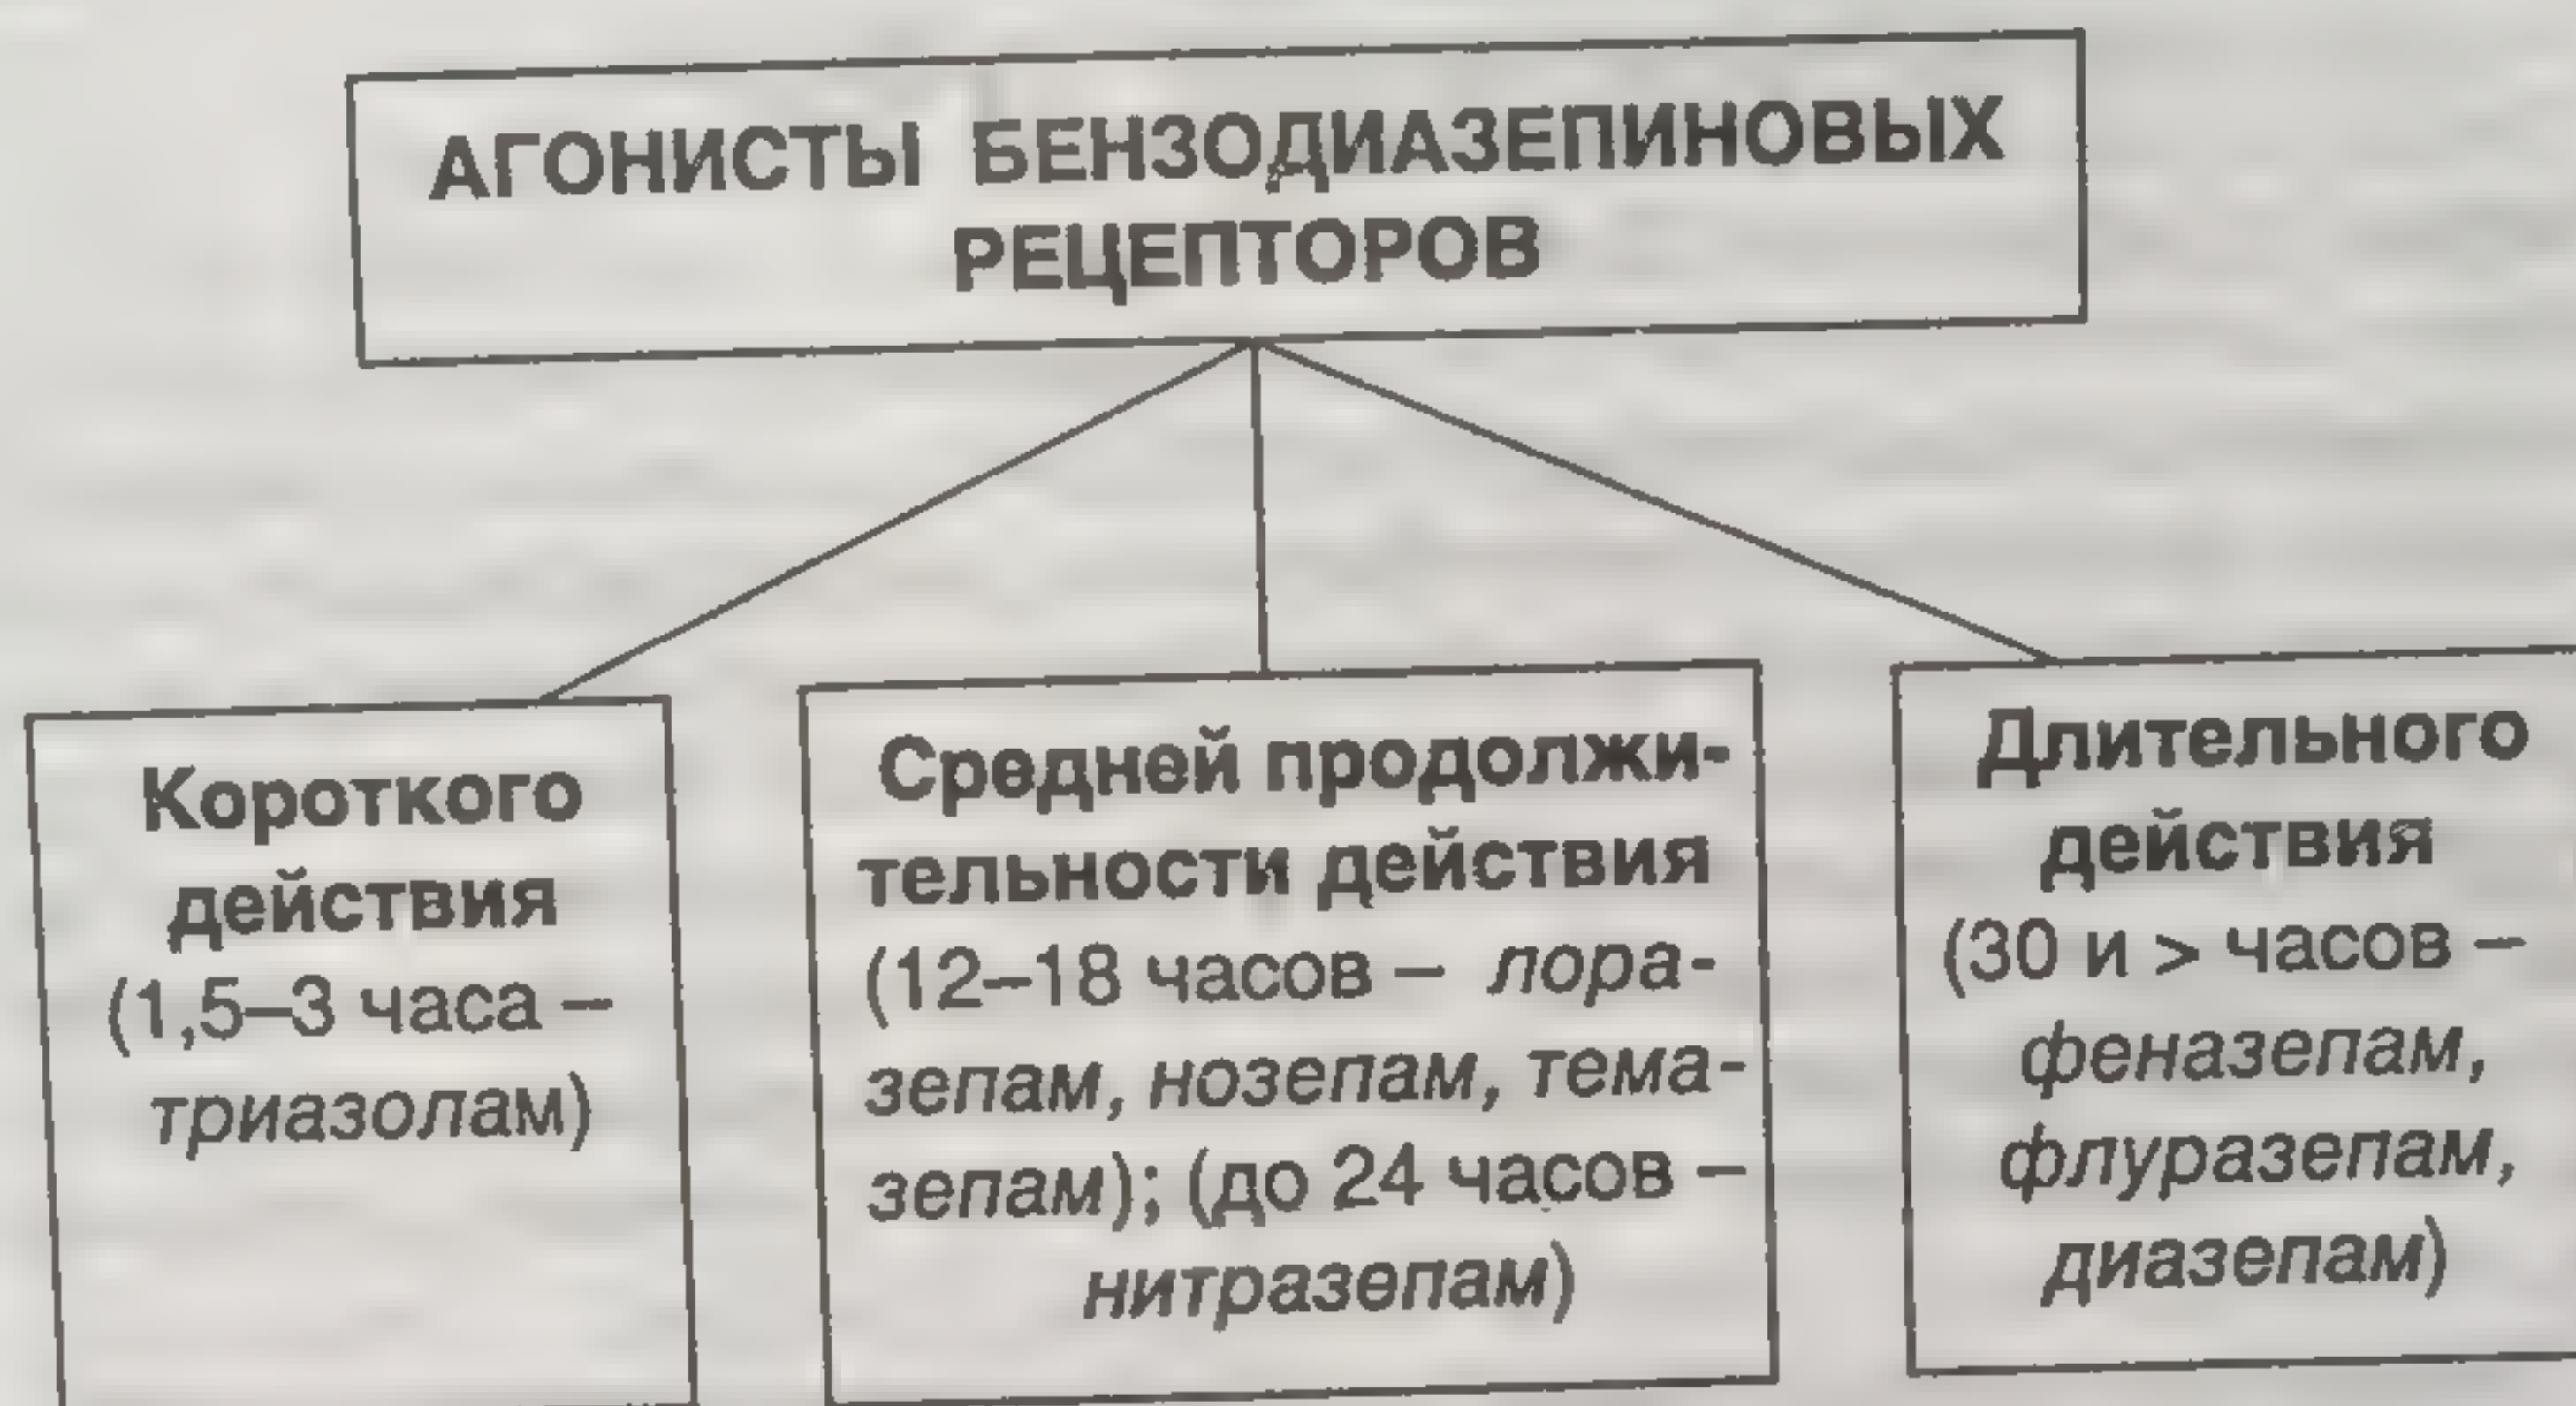 АГОНИСТЫ БЕНЗОДИАЗЕПИНОВЫХ
РЕЦЕПТОРОВ
Короткого
действия
(1,5–3 часа –
триазолам)
Средней продолжи-
тельности действия
(12–18 часов – лора-
зепам, нозепам, тема-
зепам); (до 24 часов –
нитразепам)
Длительного
действия
(30 и > часов –
феназепам,
флуразепам,
диазепам)